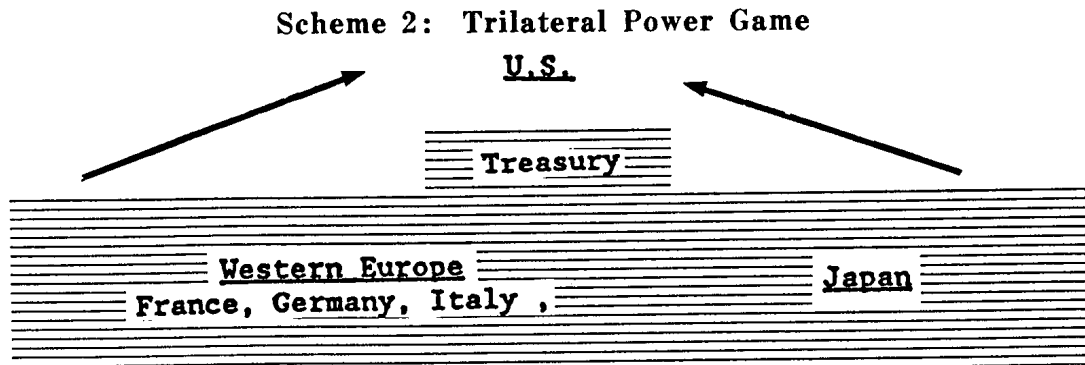 Scheme 2: Trilateral Power Game
U.S.
Treasury
Western Europe
France, Germany, Italy ,
Japan